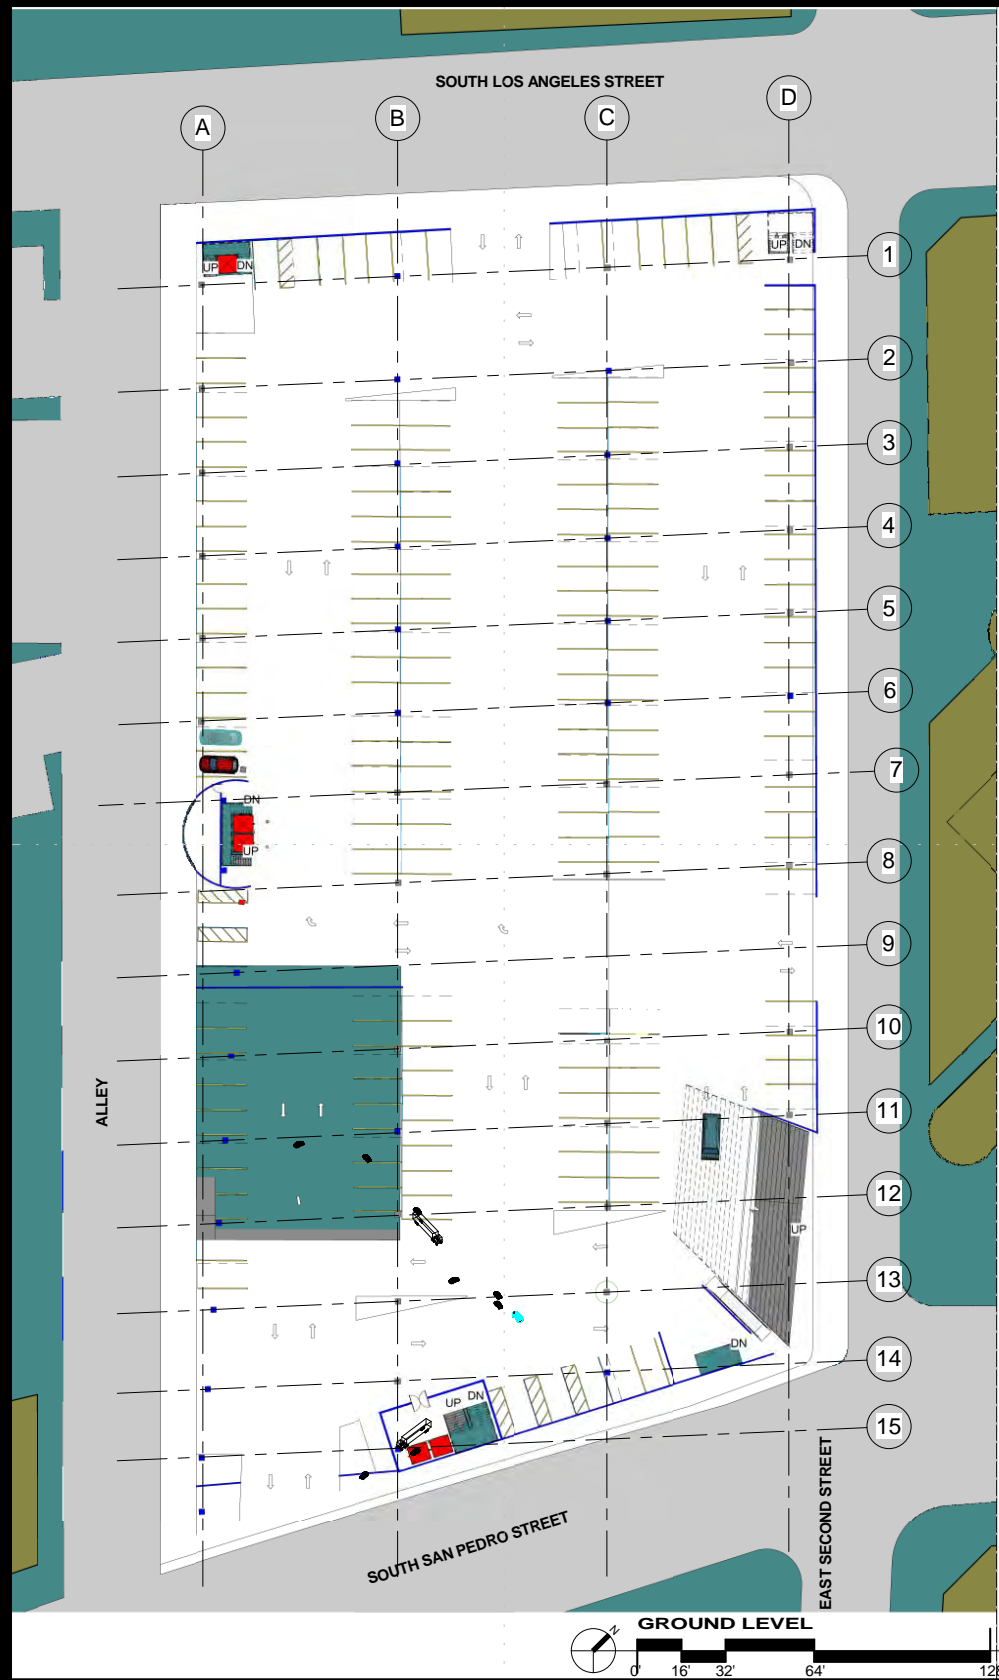 SOUTH LOS ANGELES STREET
A
B
C
D
UP
DN
UP
DN
1
2
3
4
5
6
7
DN
UP
8
9
10
ALLEY
11
12
UP
13
DN
14
UP
DN
15
SOUTH SAN PEDRO STREET
EAST SECOND STREET
GROUND LEVEL
N
0'
16'
32'
64'